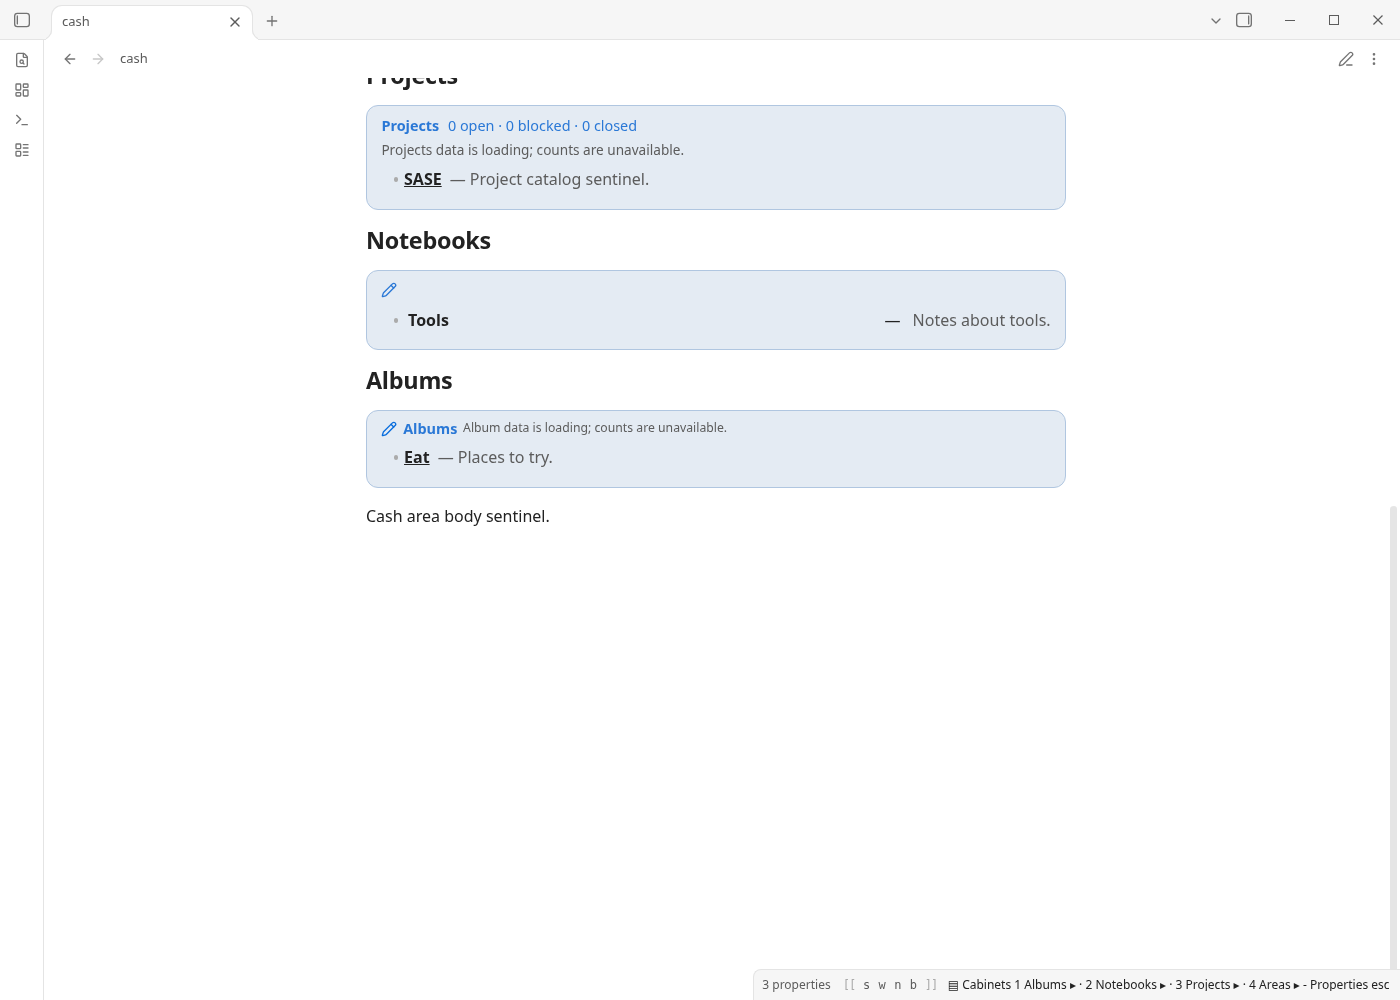 cash
cash
Projects
Projects 0 open · 0 blocked · 0 closed
Projects data is loading; counts are unavailable.
• SASE — Project catalog sentinel.
Notebooks
• Tools — Notes about tools.
Albums
Albums Album data is loading; counts are unavailable.
• Eat — Places to try.
Cash area body sentinel.
3 properties [[ s w n b ]] ▤ Cabinets 1 Albums ▸ · 2 Notebooks ▸ · 3 Projects ▸ · 4 Areas ▸ - Properties esc